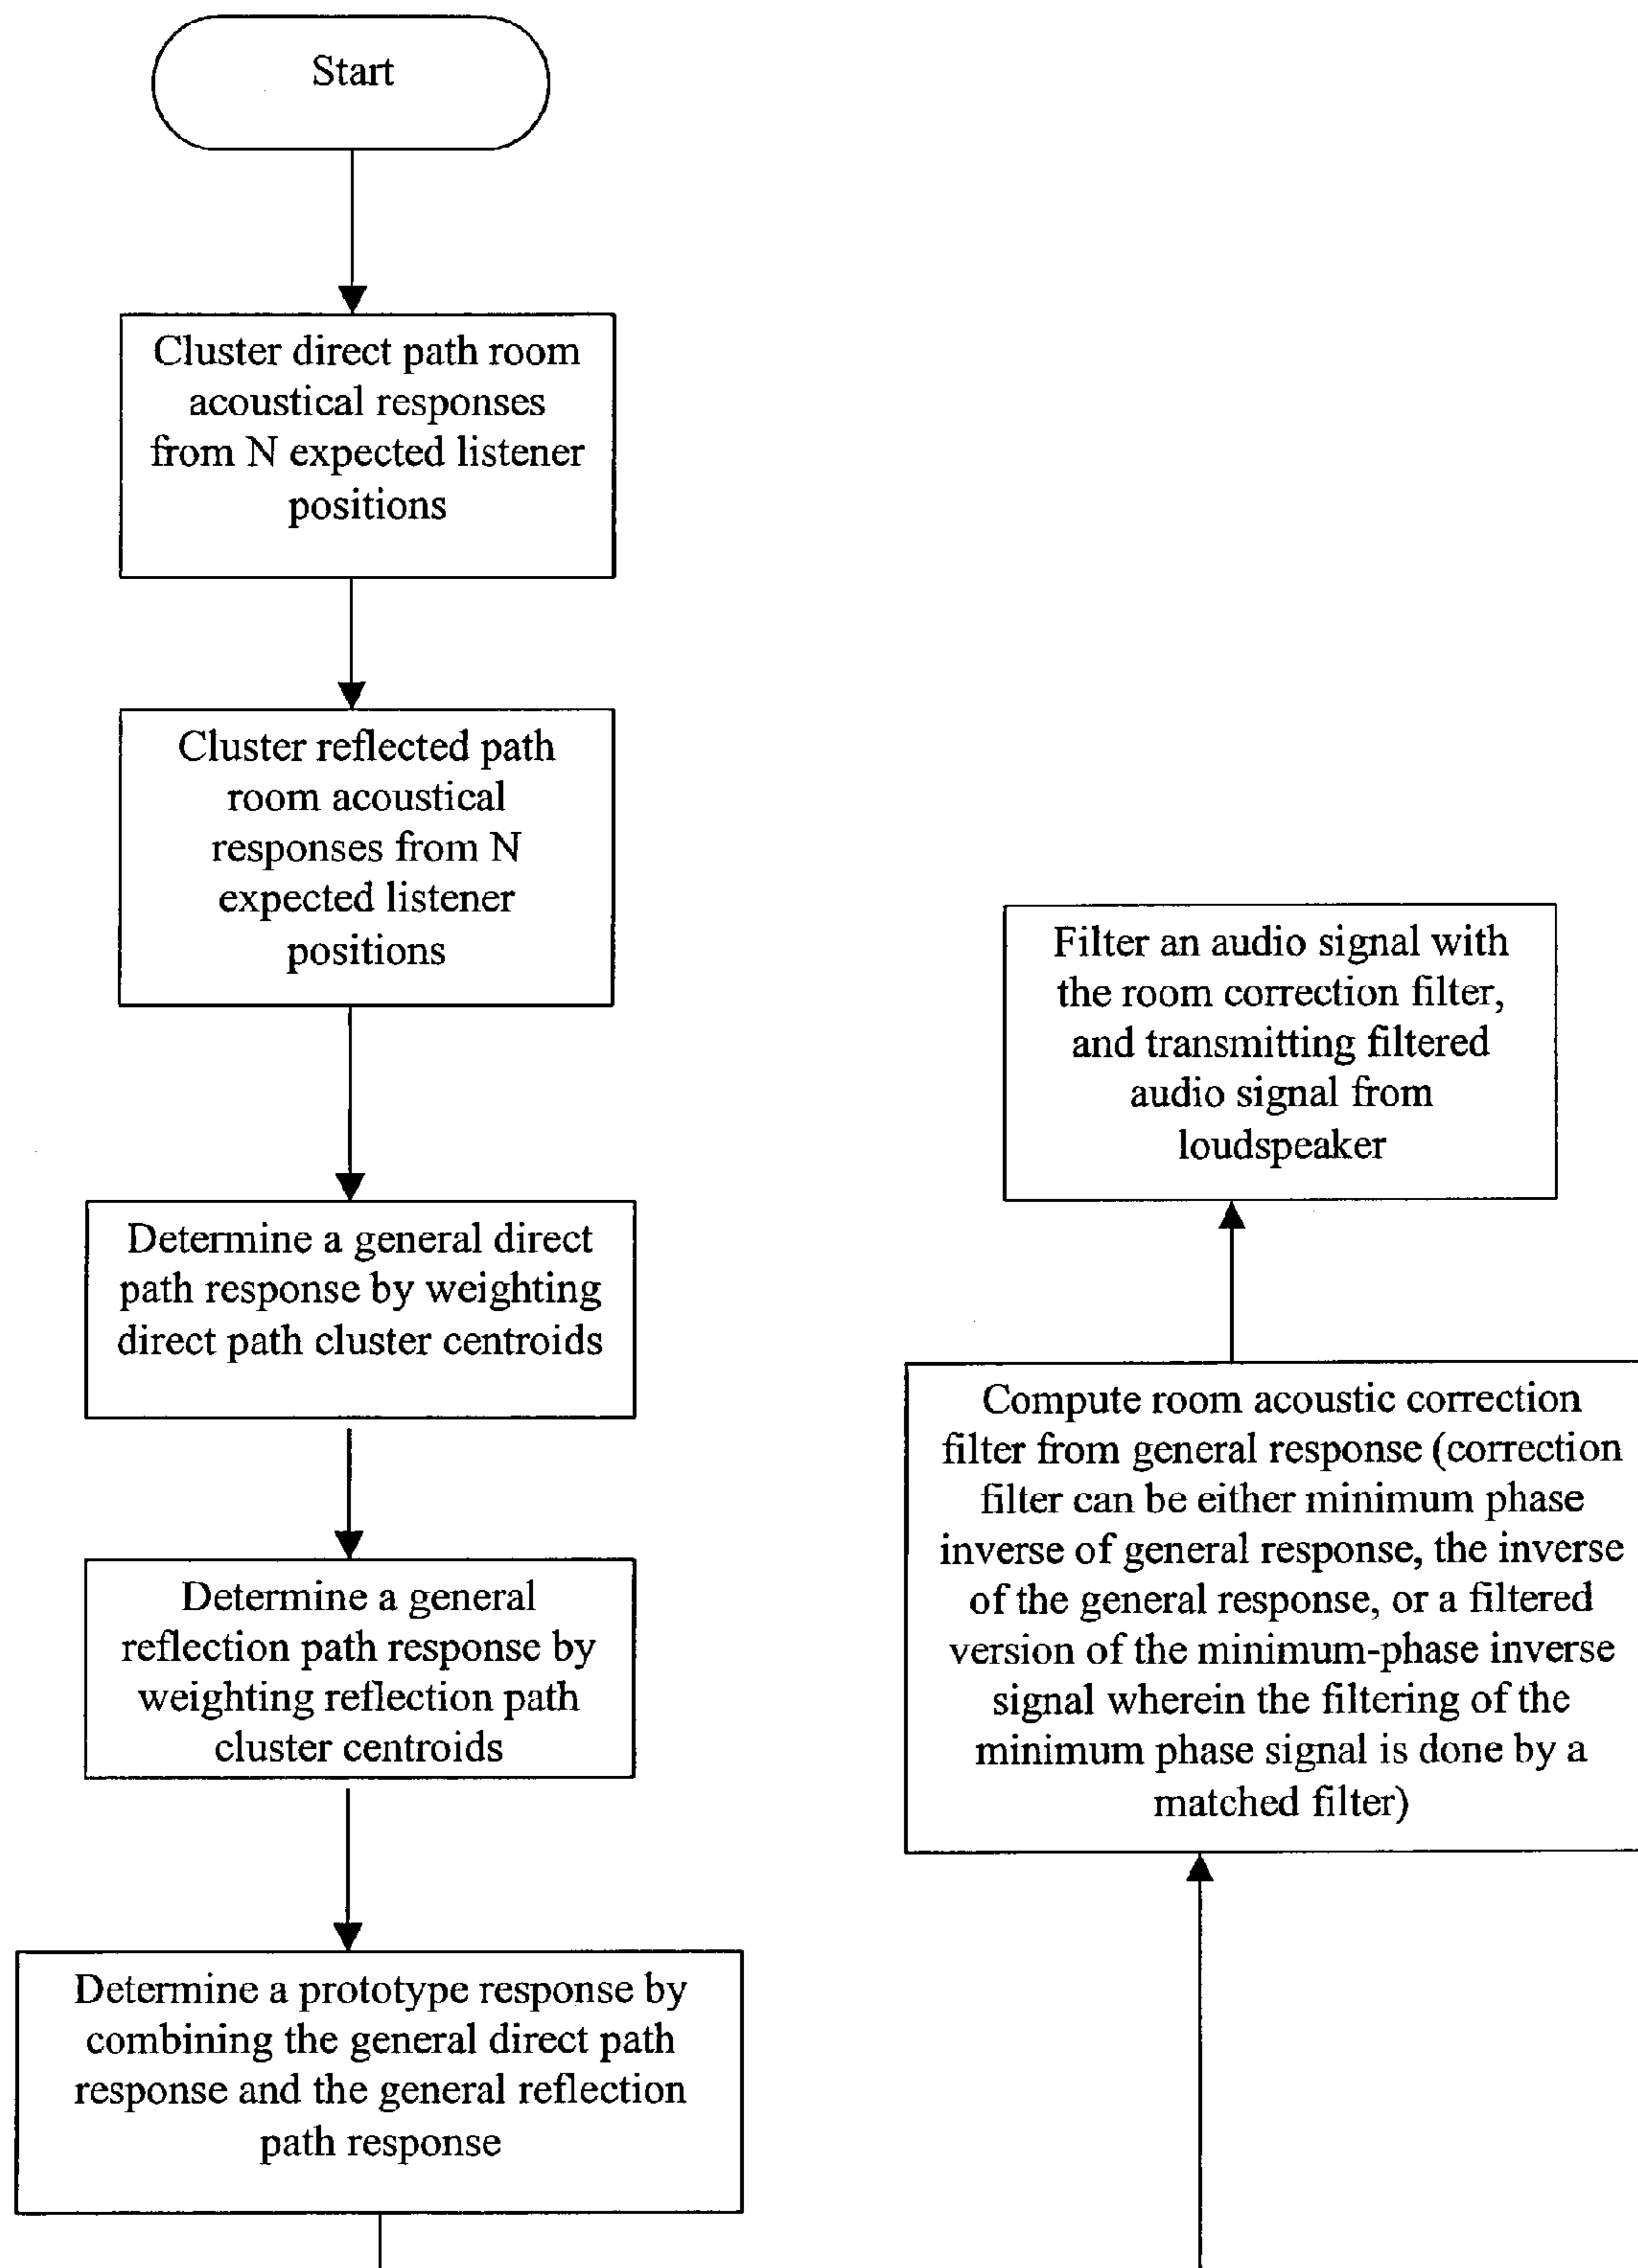 Start
Cluster direct path room
acoustical responses
from N expected listener
positions
Cluster reflected path
room acoustical
responses from N
expected listener
positions
Determine a general direct
path response by weighting
direct path cluster centroids
Determine a general
reflection path response by
weighting reflection path
cluster centroids
Determine a prototype response by
combining the general direct path
response and the general reflection
path response
Compute room acoustic correction
filter from general response (correction
filter can be either minimum phase
inverse of general response, the inverse
of the general response, or a filtered
version of the minimum-phase inverse
signal wherein the filtering of the
minimum phase signal is done by a
matched filter)
Filter an audio signal with
the room correction filter,
and transmitting filtered
audio signal from
loudspeaker